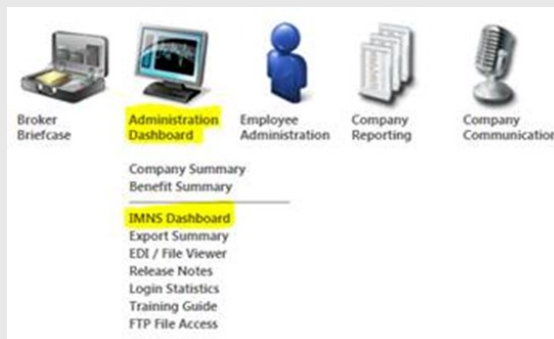 Broker
Briefcase
Administration
Dashboard
Employee
Administration
Company
Reporting
Company
Communication
Company Summary
Benefit Summary
IMNS Dashboard
Export Summary
EDI / File Viewer
Release Notes
Login Statistics
Training Guide
FTP File Access